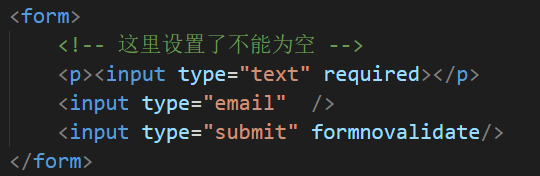 <form>
<!-- 这里设置了不能为空 -->
<p><input type="text" required></p>
<input type="email"  />
<input type="submit" formnovalidate/>
</form>